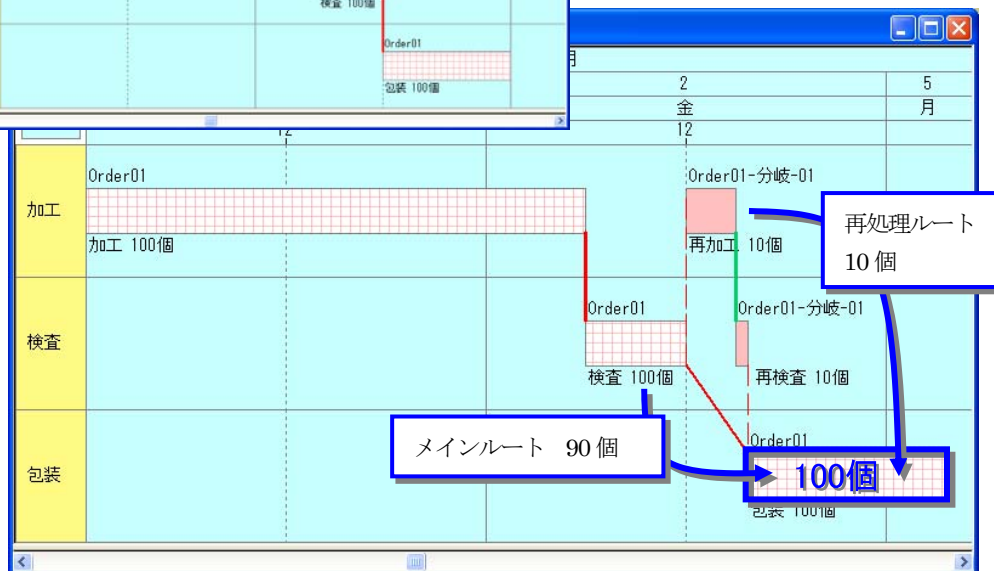 検査 100個
Order01
包装 100個
月
2
5
金
月
12
12
Order01
Order01-分岐-01
加工
加工 100個
再加工 10個
再処理ルート
10個
Order01
Order01-分岐-01
検査
検査 100個
再検査 10個
メインルート 90個
Order01
包装
100個
包装 100個